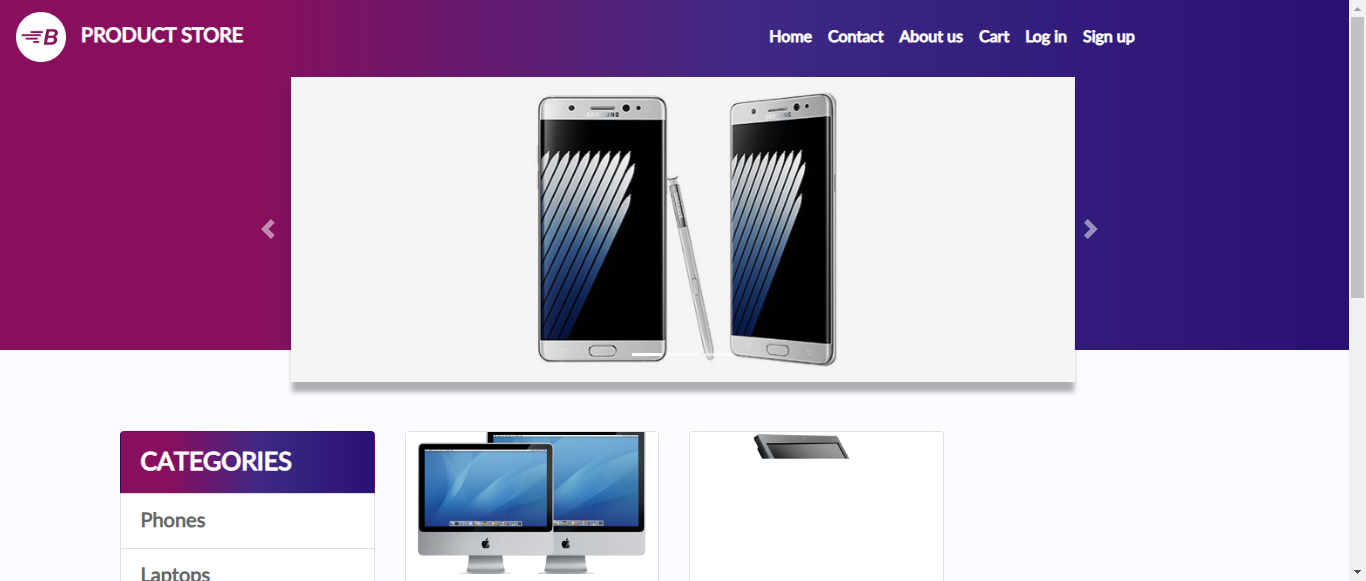 B
PRODUCT STORE
Home Contact About us Cart Log in Sign up
SAMSUNG
SAMSUNG
CATEGORIES
Phones
Laptops